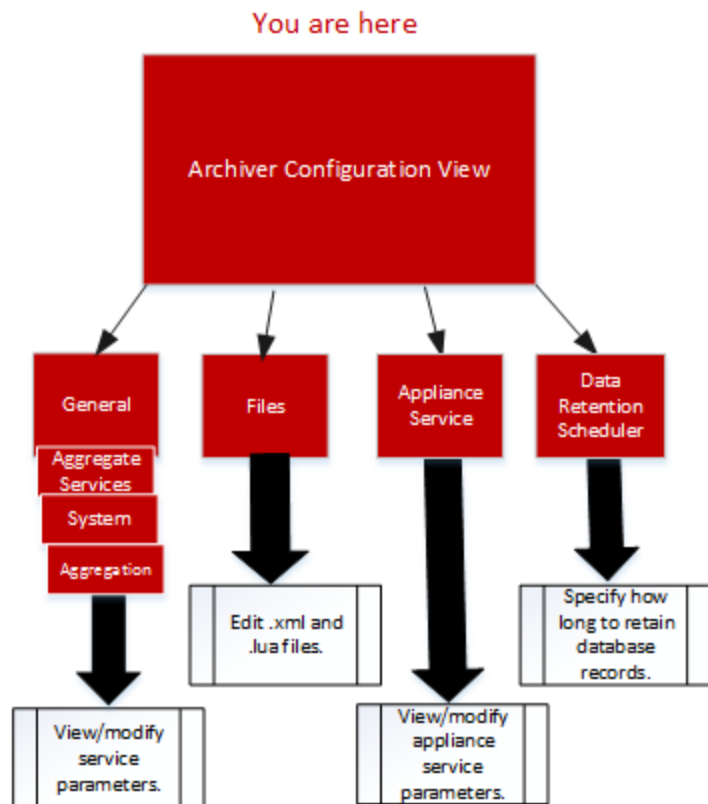 You are here
Archiver Configuration View
General
Files
Appliance
Service
Data
Retention
Scheduler
Aggregate
Services
System
Aggregation
Edit .xml and
.lua files.
Specify how
long to retain
database
records.
View/modify
service
parameters.
View/modify
appliance
service
parameters.